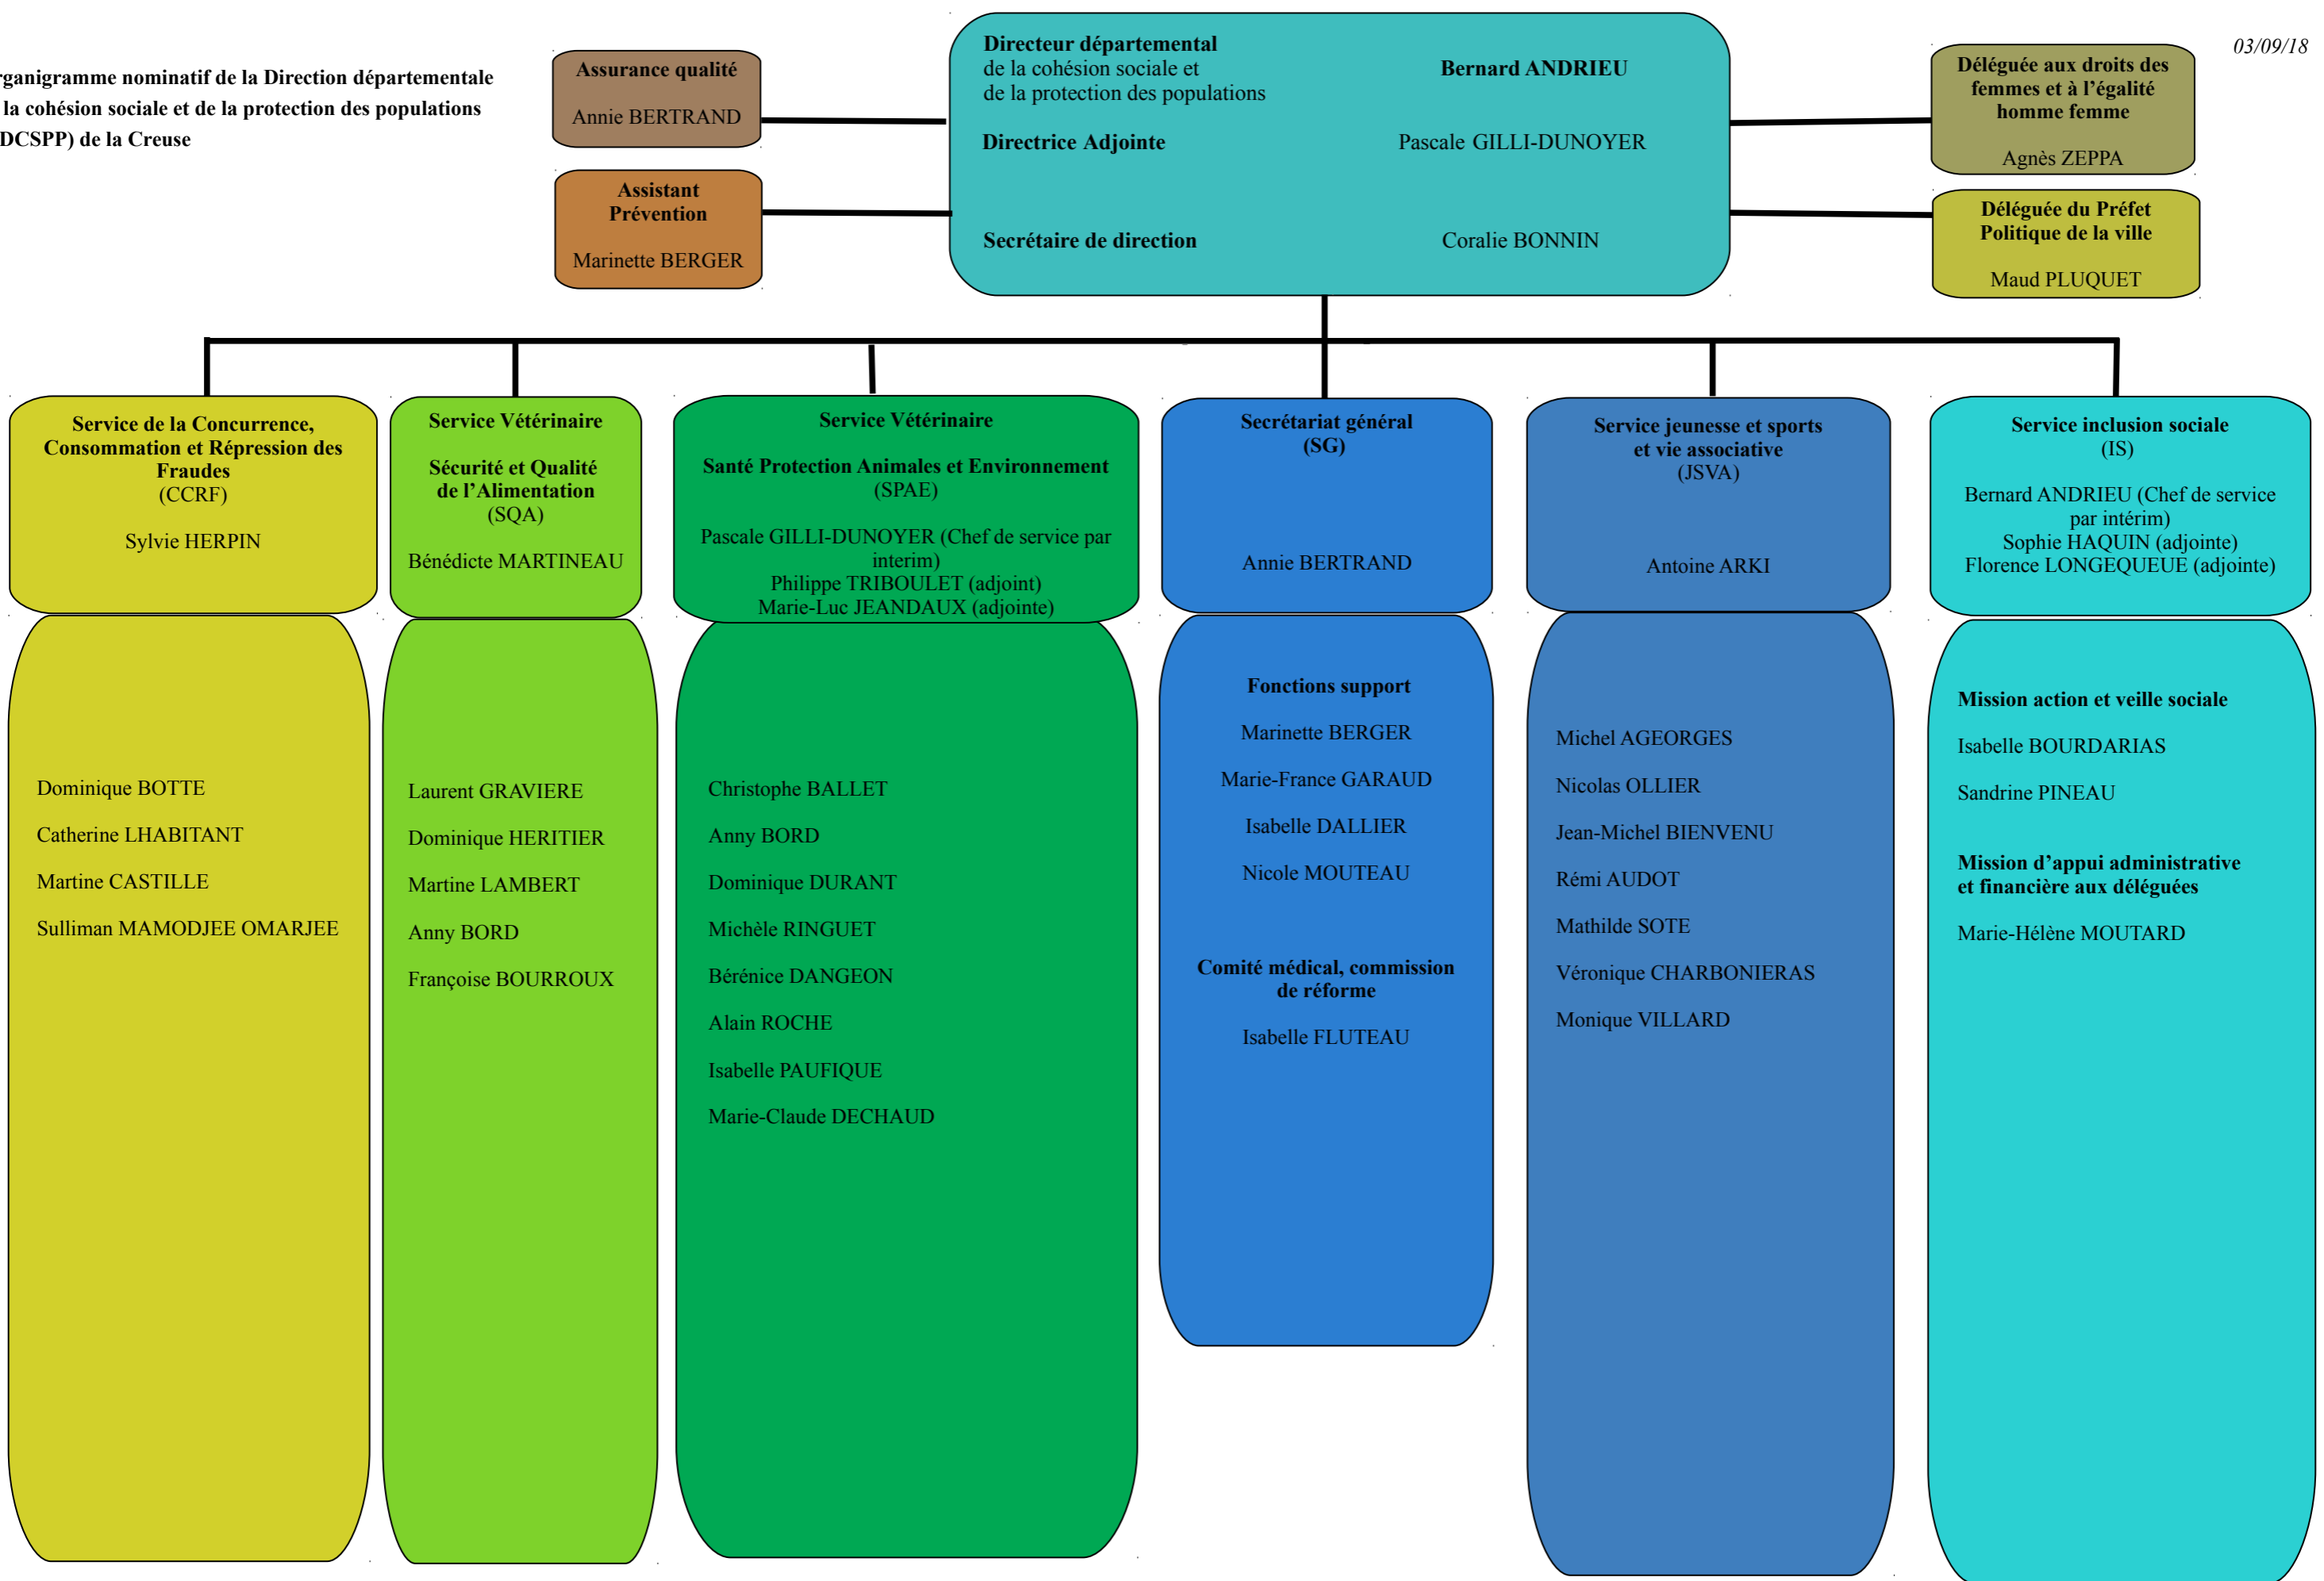 rganigramme nominatif de la Direction départementale
la cohésion sociale et de la protection des populations
DCSPP) de la Creuse
Assurance qualité
Annie BERTRAND
Assistant
Prévention
Marinette BERGER
Directeur départemental
de la cohésion sociale et
de la protection des populations
Bernard ANDRIEU
Directrice Adjointe
Pascale GILLI-DUNOYER
Secrétaire de direction
Coralie BONNIN
03/09/18
Déléguée aux droits des
femmes et à l’égalité
homme femme
Agnès ZEPPA
Déléguée du Préfet
Politique de la ville
Maud PLUQUET
Service de la Concurrence,
Consommation et Répression des
Fraudes
(CCRF)
Sylvie HERPIN
Dominique BOTTE
Catherine LHABITANT
Martine CASTILLE
Sulliman MAMODJEE OMARJEE
Service Vétérinaire
Sécurité et Qualité
de l’Alimentation
(SQA)
Bénédicte MARTINEAU
Laurent GRAVIERE
Dominique HERITIER
Martine LAMBERT
Anny BORD
Françoise BOURROUX
Service Vétérinaire
Santé Protection Animales et Environnement
(SPAE)
Pascale GILLI-DUNOYER (Chef de service par
interim)
Philippe TRIBOULET (adjoint)
Marie-Luc JEANDAUX (adjointe)
Christophe BALLET
Anny BORD
Dominique DURANT
Michèle RINGUET
Bérénice DANGEON
Alain ROCHE
Isabelle PAUFIQUE
Marie-Claude DECHAUD
Secrétariat général
(SG)
Annie BERTRAND
Fonctions support
Marinette BERGER
Marie-France GARAUD
Isabelle DALLIER
Nicole MOUTEAU
Comité médical, commission
de réforme
Isabelle FLUTEAU
Service jeunesse et sports
et vie associative
(JSVA)
Antoine ARKI
Michel AGEORGES
Nicolas OLLIER
Jean-Michel BIENVENU
Rémi AUDOT
Mathilde SOTE
Véronique CHARBONIERAS
Monique VILLARD
Service inclusion sociale
(IS)
Bernard ANDRIEU (Chef de service
par intérim)
Sophie HAQUIN (adjointe)
Florence LONGEQUEUE (adjointe)
Mission action et veille sociale
Isabelle BOURDARIAS
Sandrine PINEAU
Mission d’appui administrative
et financière aux déléguées
Marie-Hélène MOUTARD